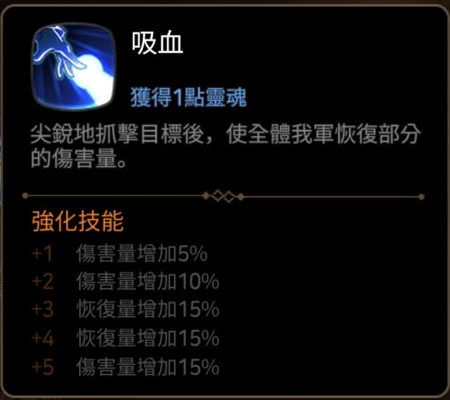 吸血
獲得1點靈魂
尖銳地抓擊目標後，使全體我軍恢復部分
的傷害量。
強化技能
+1 傷害量增加5%
+2 傷害量增加10%
+3 恢復量增加15%
+4 恢復量增加15%
+5 傷害量增加15%